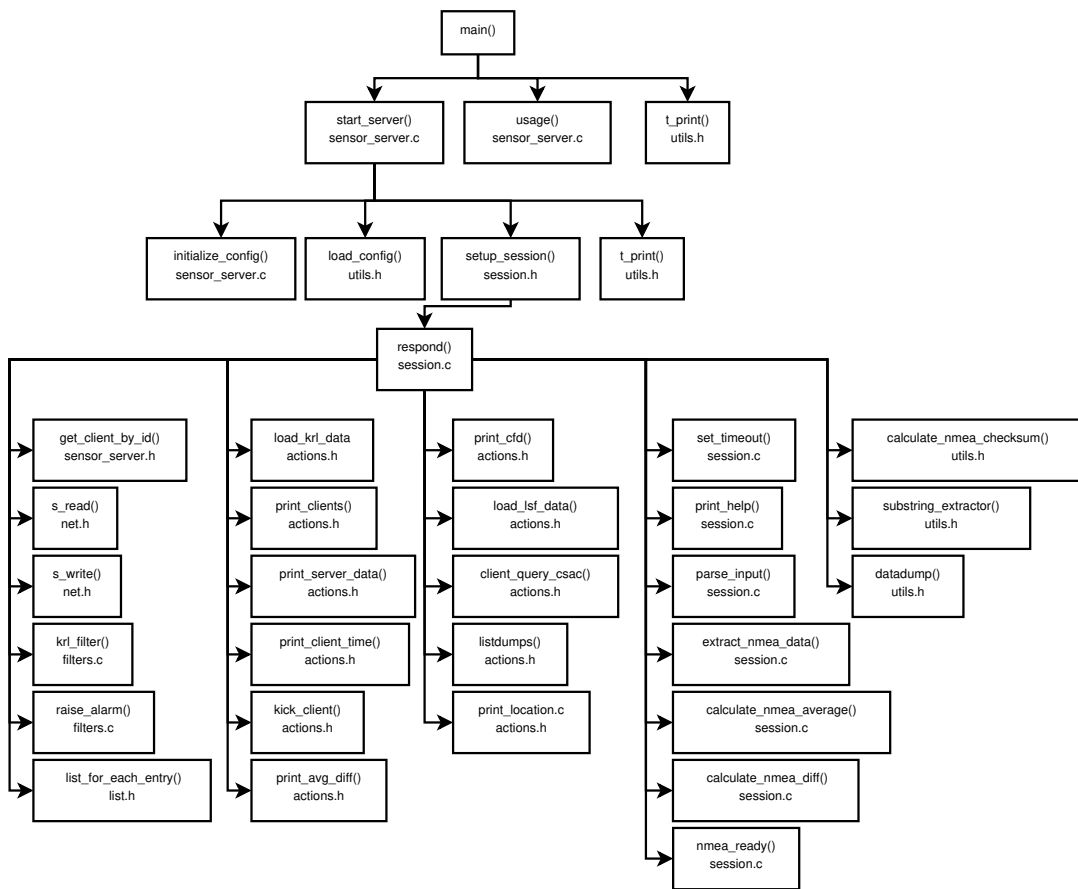 main()
start_server()
sensor_server.c
usage()
sensor_server.c
t_print()
utils.h
initialize_config()
sensor_server.c
load_config()
utils.h
setup_session()
session.h
t_print()
utils.h
respond()
session.c
get_client_by_id()
sensor_server.h
s_read()
net.h
s_write()
net.h
krl_filter()
filters.c
raise_alarm()
filters.c
list_for_each_entry()
list.h
load_krl_data
actions.h
print_clients()
actions.h
print_server_data()
actions.h
print_client_time()
actions.h
kick_client()
actions.h
print_avg_diff()
actions.h
print_cfd()
actions.h
load_lsf_data()
actions.h
client_query_csac()
actions.h
listdumps()
actions.h
print_location.c
actions.h
set_timeout()
session.c
print_help()
session.c
parse_input()
session.c
extract_nmea_data()
session.c
calculate_nmea_average()
session.c
calculate_nmea_diff()
session.c
nmea_ready()
session.c
calculate_nmea_checksum()
utils.h
substring_extractor()
utils.h
datadump()
utils.h